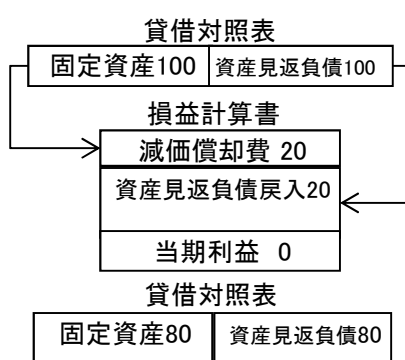 貸借対照表
固定資産100 資産見返負債100
損益計算書
減価償却費 20
資産見返負債戻入20
当期利益 0
貸借対照表
固定資産80 資産見返負債80